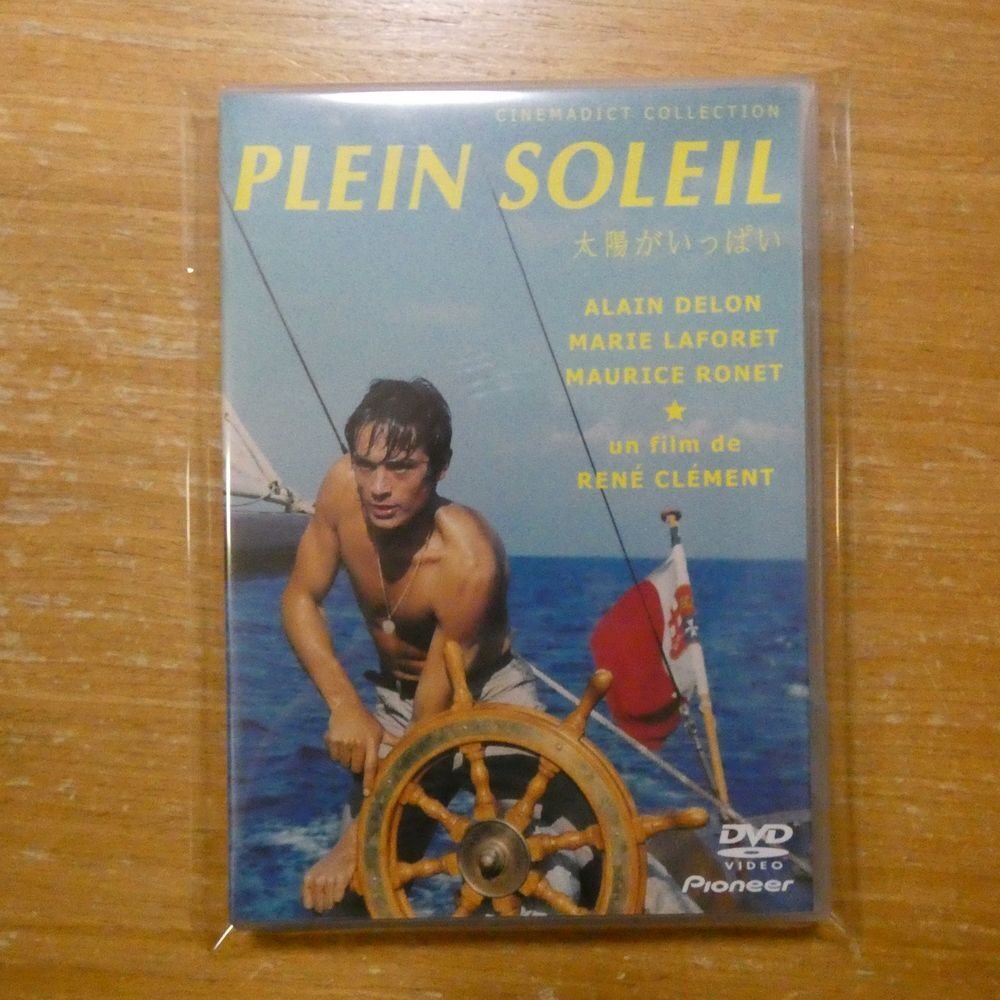 CINEMADICT COLLECTION
PLEIN SOLEIL
太陽がいっぱい
ALAIN DELON
MARIE LAFORET
MAURICE RONET
un film de
RENÉ CLÉMENT
DVD
VIDEO
Pioneer